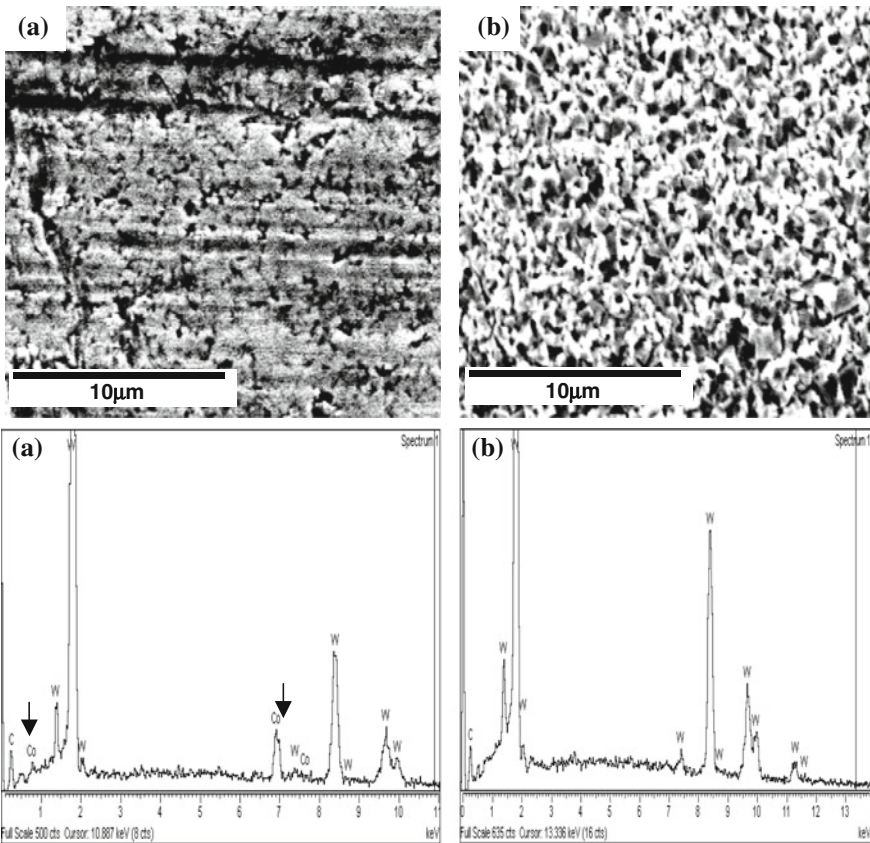 (a)
(b)
10μm
10μm
(a)
Spectrum 1
W
W
W
W
C
Co
W
Co
W
Co
W
W
W
1 2 3 4 5 6 7 8 9 10 11
Full Scale 500 cts Cursor: 10.887 keV (8 cts)
keV
(b)
Spectrum 1
W
W
W
W
W
W
C
W
W
W
W
0 1 2 3 4 5 6 7 8 9 10 11 12 13
Full Scale 635 cts Cursor: 13.336 keV (16 cts)
keV